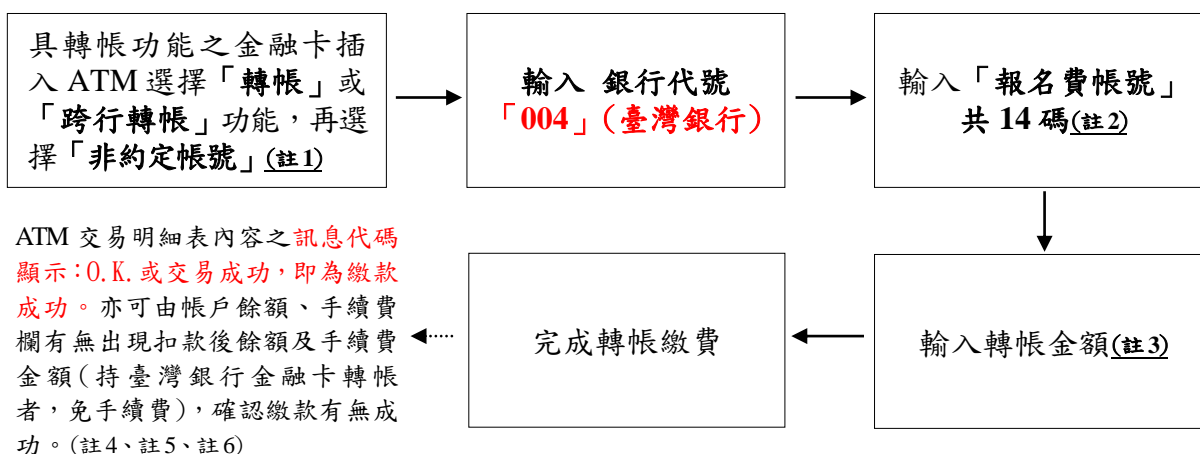 具轉帳功能之金融卡插
入 ATM 選擇「轉帳」或
「跨行轉帳」功能，再選
擇「非約定帳號」(註1)
輸入 銀行代號
「004」(臺灣銀行)
輸入「報名費帳號」
共 14 碼(註2)
輸入轉帳金額(註3)
完成轉帳繳費
ATM 交易明細表內容之訊息代碼
顯示：O.K.或交易成功，即為繳款
成功。亦可由帳戶餘額、手續費
欄有無出現扣款後餘額及手續費
金額(持臺灣銀行金融卡轉帳
者，免手續費)，確認繳款有無成
功。(註4、註5、註6)